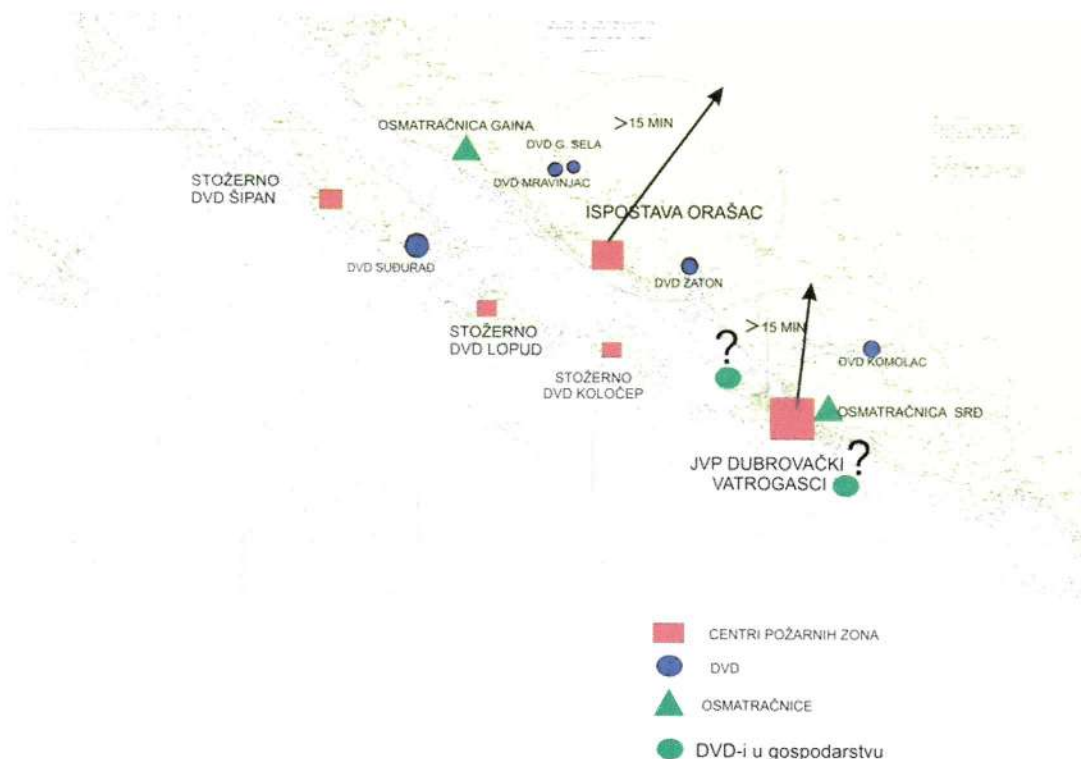 OSMATRAČNICA GAINA
>15 MIN
DVD G. SELA
DVD MRAVINJAC
STOŽERNO
DVD ŠIPAN
ISPOSTAVA ORAŠAC
DVD SUĐURAĐ
DVD ZATON
STOŽERNO
DVD LOPUD
>15 MIN
?
STOŽERNO
DVD KOLOČEP
DVD KOMOLAC
OSMATRAČNICA SRĐ
JVP DUBROVAČKI
VATROGASCI
?
CENTRI POŽARNIH ZONA
DVD
OSMATRAČNICE
DVD-i u gospodarstvu